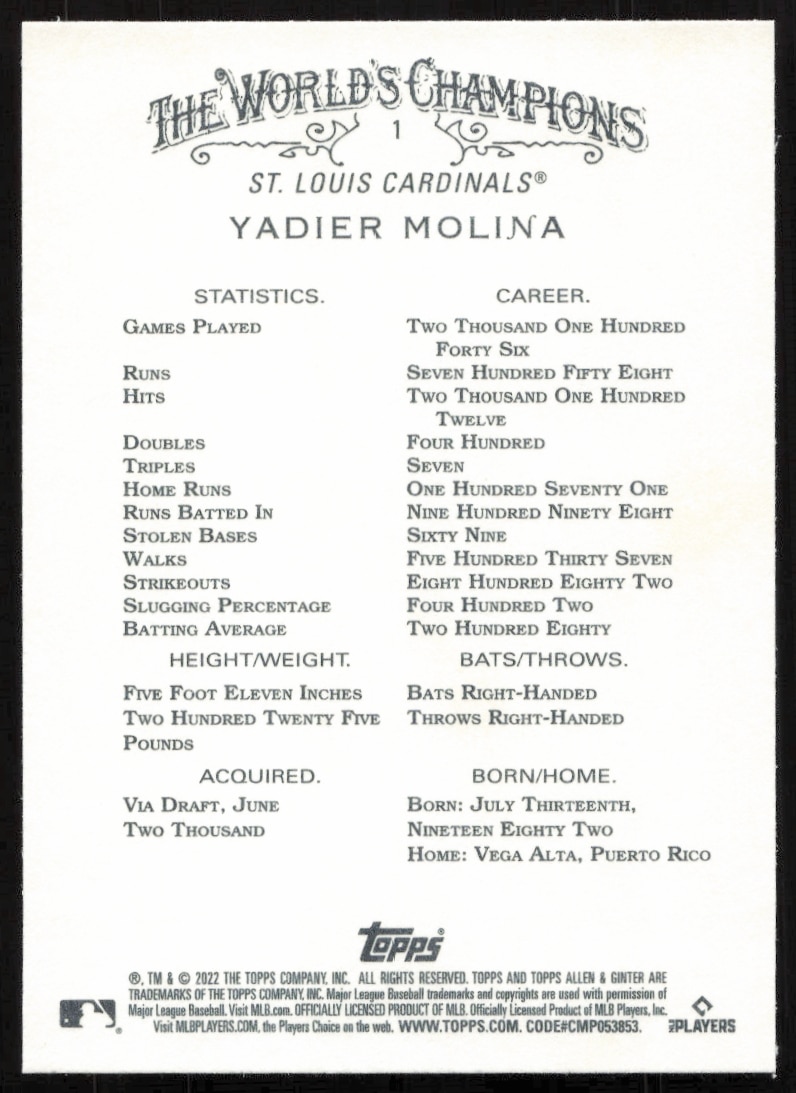 THE WORLD'S CHAMPIONS
1
ST. LOUIS CARDINALS®
YADIER MOLINA
STATISTICS. CAREER.
GAMES PLAYED TWO THOUSAND ONE HUNDRED
FORTY SIX
RUNS SEVEN HUNDRED FIFTY EIGHT
HITS TWO THOUSAND ONE HUNDRED
TWELVE
DOUBLES FOUR HUNDRED
TRIPLES SEVEN
HOME RUNS ONE HUNDRED SEVENTY ONE
RUNS BATTED IN NINE HUNDRED NINETY EIGHT
STOLEN BASES SIXTY NINE
WALKS FIVE HUNDRED THIRTY SEVEN
STRIKEOUTS EIGHT HUNDRED EIGHTY TWO
SLUGGING PERCENTAGE FOUR HUNDRED TWO
BATTING AVERAGE TWO HUNDRED EIGHTY
HEIGHT/WEIGHT. BATS/THROWS.
FIVE FOOT ELEVEN INCHES BATS RIGHT-HANDED
TWO HUNDRED TWENTY FIVE THROWS RIGHT-HANDED
POUNDS
ACQUIRED. BORN/HOME.
VIA DRAFT, JUNE BORN: JULY THIRTEENTH,
TWO THOUSAND NINETEEN EIGHTY TWO
HOME: VEGA ALTA, PUERTO RICO
TOPPS®
®, TM & © 2022 THE TOPPS COMPANY, INC. ALL RIGHTS RESERVED. TOPPS AND TOPPS ALLEN & GINTER ARE
TRADEMARKS OF THE TOPPS COMPANY, INC. Major League Baseball trademarks and copyrights are used with permission of
Major League Baseball. Visit MLB.com. OFFICIALLY LICENSED PRODUCT OF MLB. Officially Licensed Product of MLB Players, Inc.
Visit MLBPLAYERS.COM, the Players Choice on the web. WWW.TOPPS.COM. CODE#CMP053853.
MLBPLAYERS